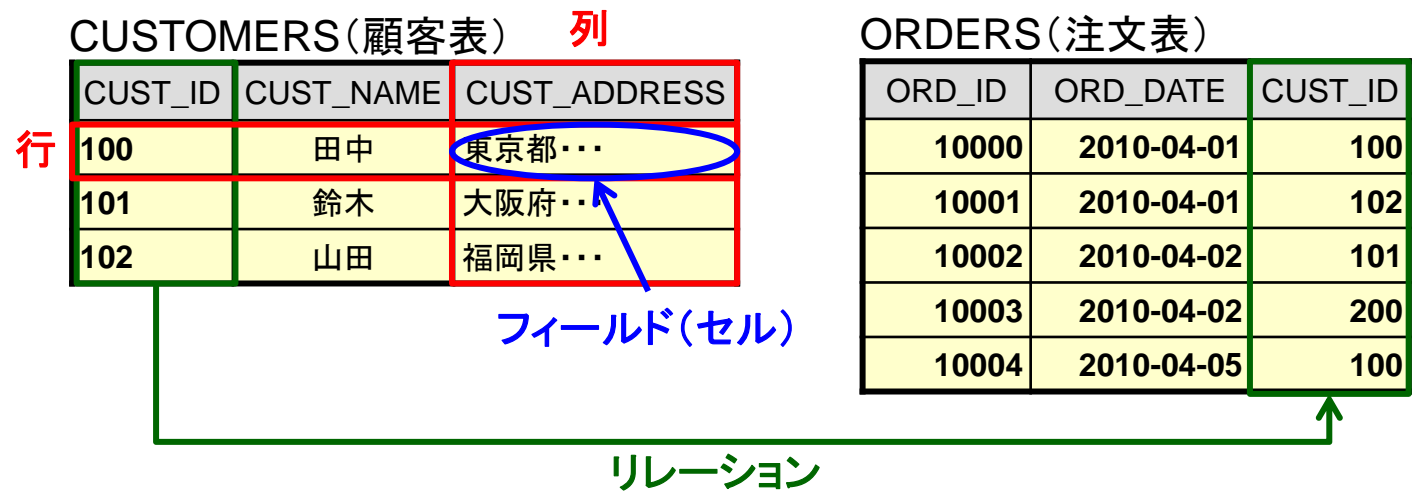 CUSTOMERS(顧客表)
列
CUST_ID CUST_NAME CUST_ADDRESS
行
100 田中 東京都・・・
101 鈴木 大阪府・・・
102 山田 福岡県・・・
フィールド(セル)
ORDERS(注文表)
ORD_ID ORD_DATE CUST_ID
10000 2010-04-01 100
10001 2010-04-01 102
10002 2010-04-02 101
10003 2010-04-02 200
10004 2010-04-05 100
リレーション